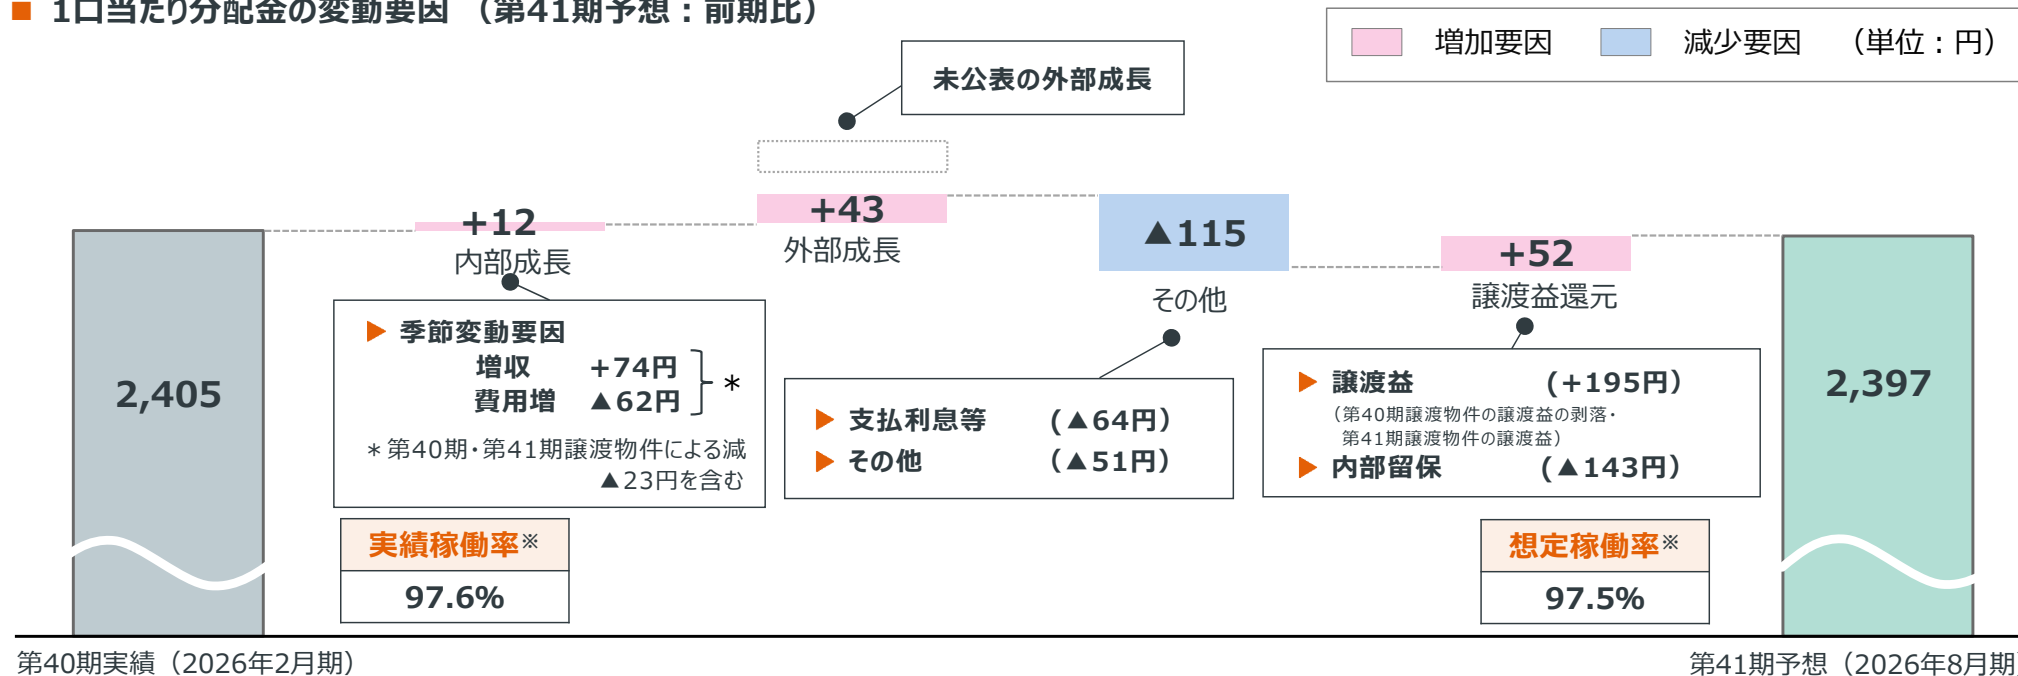 ■ 1口当たり分配金の変動要因 （第41期予想：前期比）
増加要因 減少要因 （単位：円）
未公表の外部成長
+12
内部成長
+43
外部成長
▲115
その他
+52
譲渡益還元
2,405
▶ 季節変動要因
増収 +74円
費用増 ▲62円
＊
＊第40期・第41期譲渡物件による減
▲23円を含む
▶ 支払利息等 (▲64円)
▶ その他 (▲51円)
▶ 譲渡益 (+195円)
（第40期譲渡物件の譲渡益の剥落・
第41期譲渡物件の譲渡益）
▶ 内部留保 (▲143円)
2,397
実績稼働率※
97.6%
想定稼働率※
97.5%
第40期実績（2026年2月期）
第41期予想（2026年8月期）